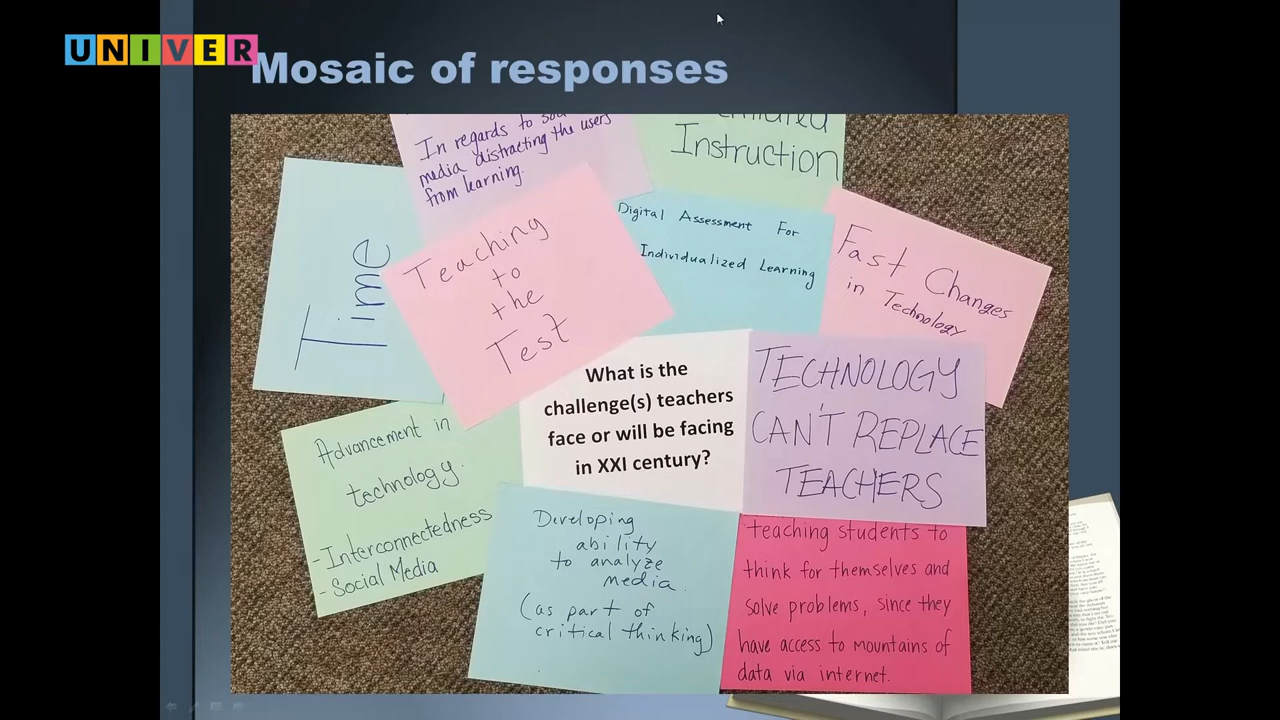 UNIVER
Mosaic of responses
In regards to
media distracting the users
from learning.
Instruction
Time
Teaching
to
the
Test
Digital Assessment For
Individualized Learning
Fast Changes
in Technology
What is the
challenge(s) teachers
face or will be facing
in XXI century?
TECHNOLOGY
CAN'T REPLACE
TEACHERS
Advancement in
technology.
- Interconnectedness
- Social Media
Developing
ability
to analyze
media
(as part of
critical thinking)
teaching students to
think for themselves and
solve problems, since they
have access to mountains of
data via internet.